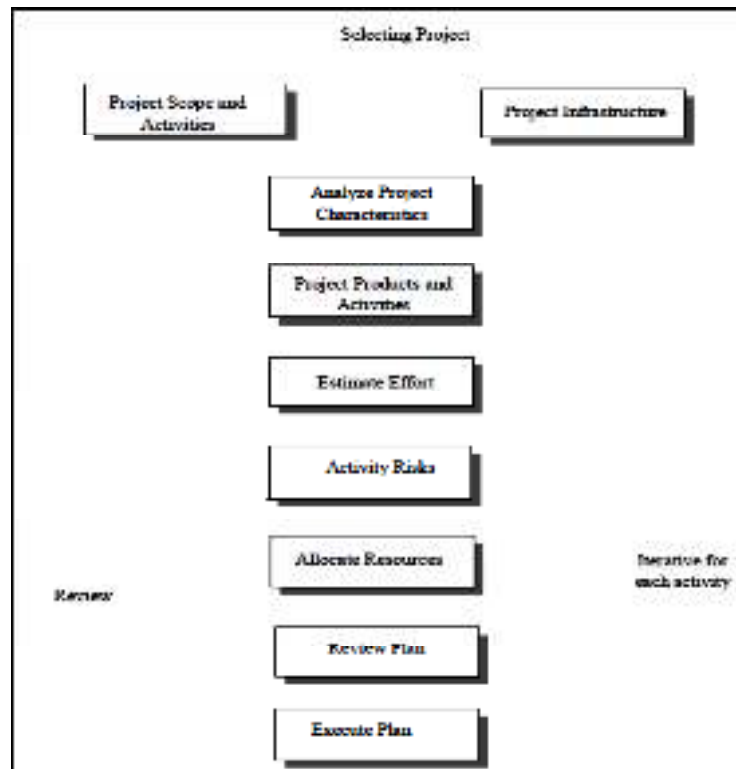 Selecting Project
Project Scope and
Activities
Project Infrastructure
Analyze Project
Characteristics
Project Products and
Activities
Estimate Effort
Activity Risks
Allocate Resources
Iterative for
each activity
Review
Review Plan
Execute Plan